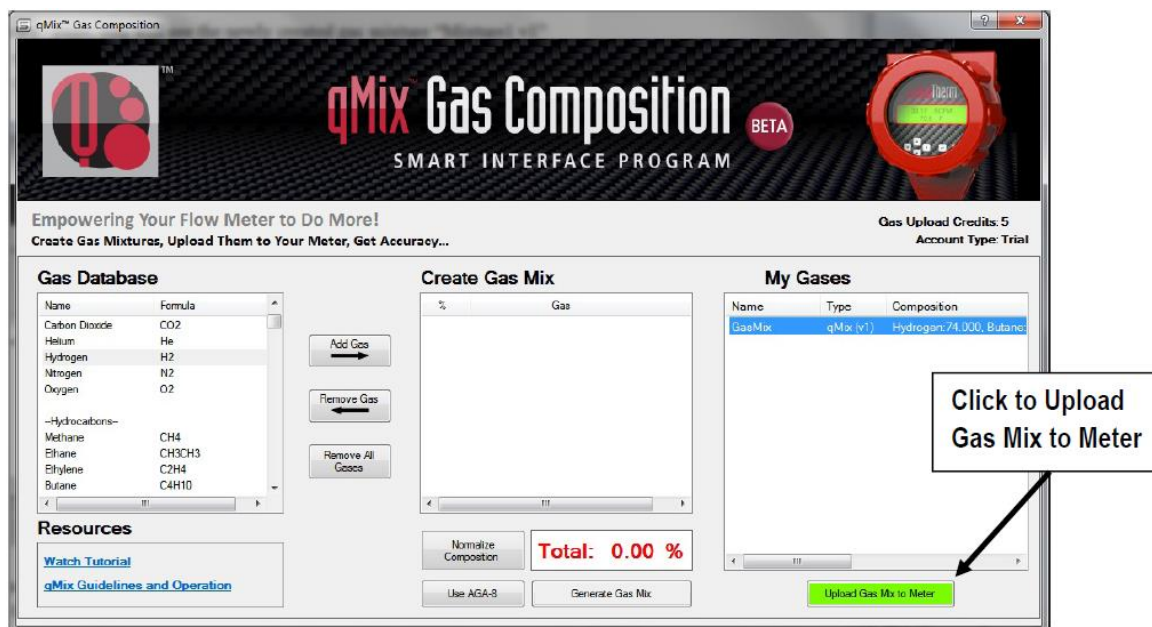 qMix™ Gas Composition
TM
qMix™ Gas Composition BETA
SMART INTERFACE PROGRAM
Therm
Empowering Your Flow Meter to Do More!
Create Gas Mixtures, Upload Them to Your Meter, Get Accuracy...
Gas Upload Credits: 5
Account Type: Trial
Gas Database
Name Formula
Carbon Dioxide CO2
Helium He
Hydrogen H2
Nitrogen N2
Oxygen O2
--Hydrocarbons--
Methane CH4
Ethane CH3CH3
Ethylene C2H4
Butane C4H10
Add Gas
Remove Gas
Remove All
Gases
Create Gas Mix
% Gas
Normalize
Composition
Total: 0.00 %
Use AGA-8
Generate Gas Mix
My Gases
Name Type Composition
GasMix qMix (v1) Hydrogen:74.000, Butane:
Upload Gas Mix to Meter
Click to Upload
Gas Mix to Meter
Resources
Watch Tutorial
qMix Guidelines and Operation